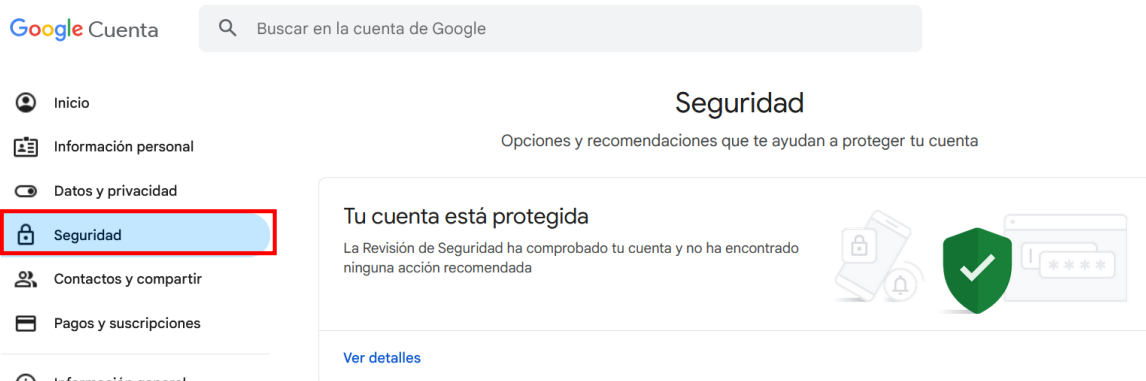 Google Cuenta
Buscar en la cuenta de Google
Inicio
Información personal
Datos y privacidad
Seguridad
Contactos y compartir
Pagos y suscripciones
Información general
Seguridad
Opciones y recomendaciones que te ayudan a proteger tu cuenta
Tu cuenta está protegida
La Revisión de Seguridad ha comprobado tu cuenta y no ha encontrado
ninguna acción recomendada
****
Ver detalles